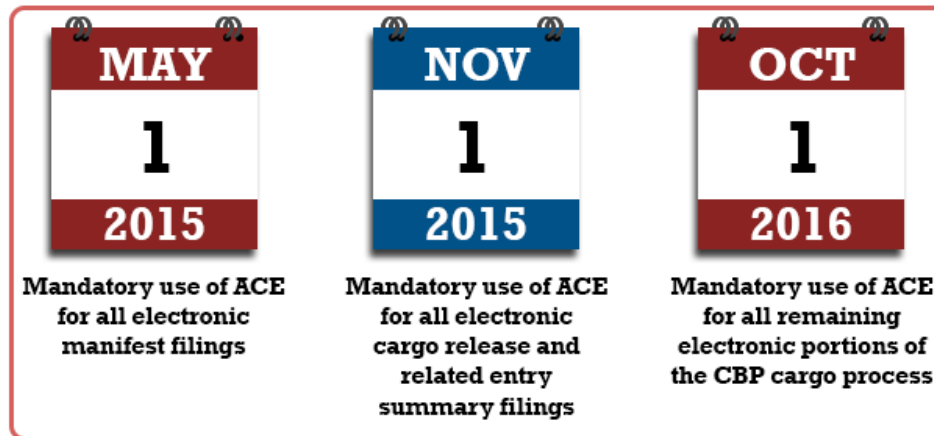 MAY
1
2015
Mandatory use of ACE
for all electronic
manifest filings
NOV
1
2015
Mandatory use of ACE
for all electronic
cargo release and
related entry
summary filings
OCT
1
2016
Mandatory use of ACE
for all remaining
electronic portions of
the CBP cargo process